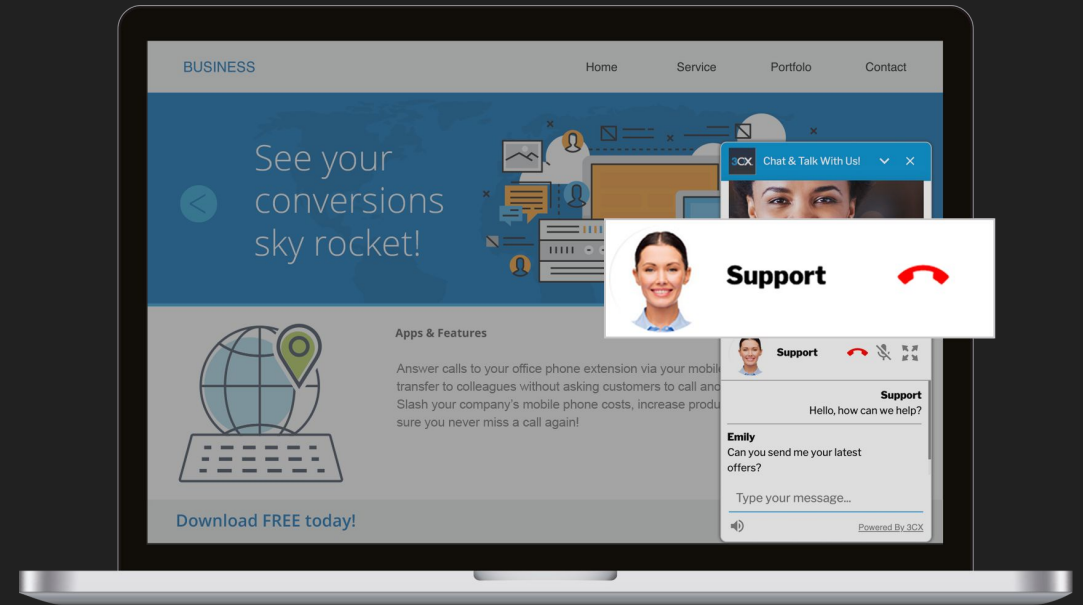 BUSINESS
Home
Service
Portfolo
Contact
See your
conversions
sky rocket!
3CX
Chat & Talk With Us!
Support
Apps & Features
Answer calls to your office phone extension via your mobile
transfer to colleagues without asking customers to call
Slash your company's mobile phone costs, increase
sure you never miss a call again!
Support
Support
Hello, how can we help?
Emily
Can you send me your latest
offers?
Type your message...
Powered By 3CX
Download FREE today!